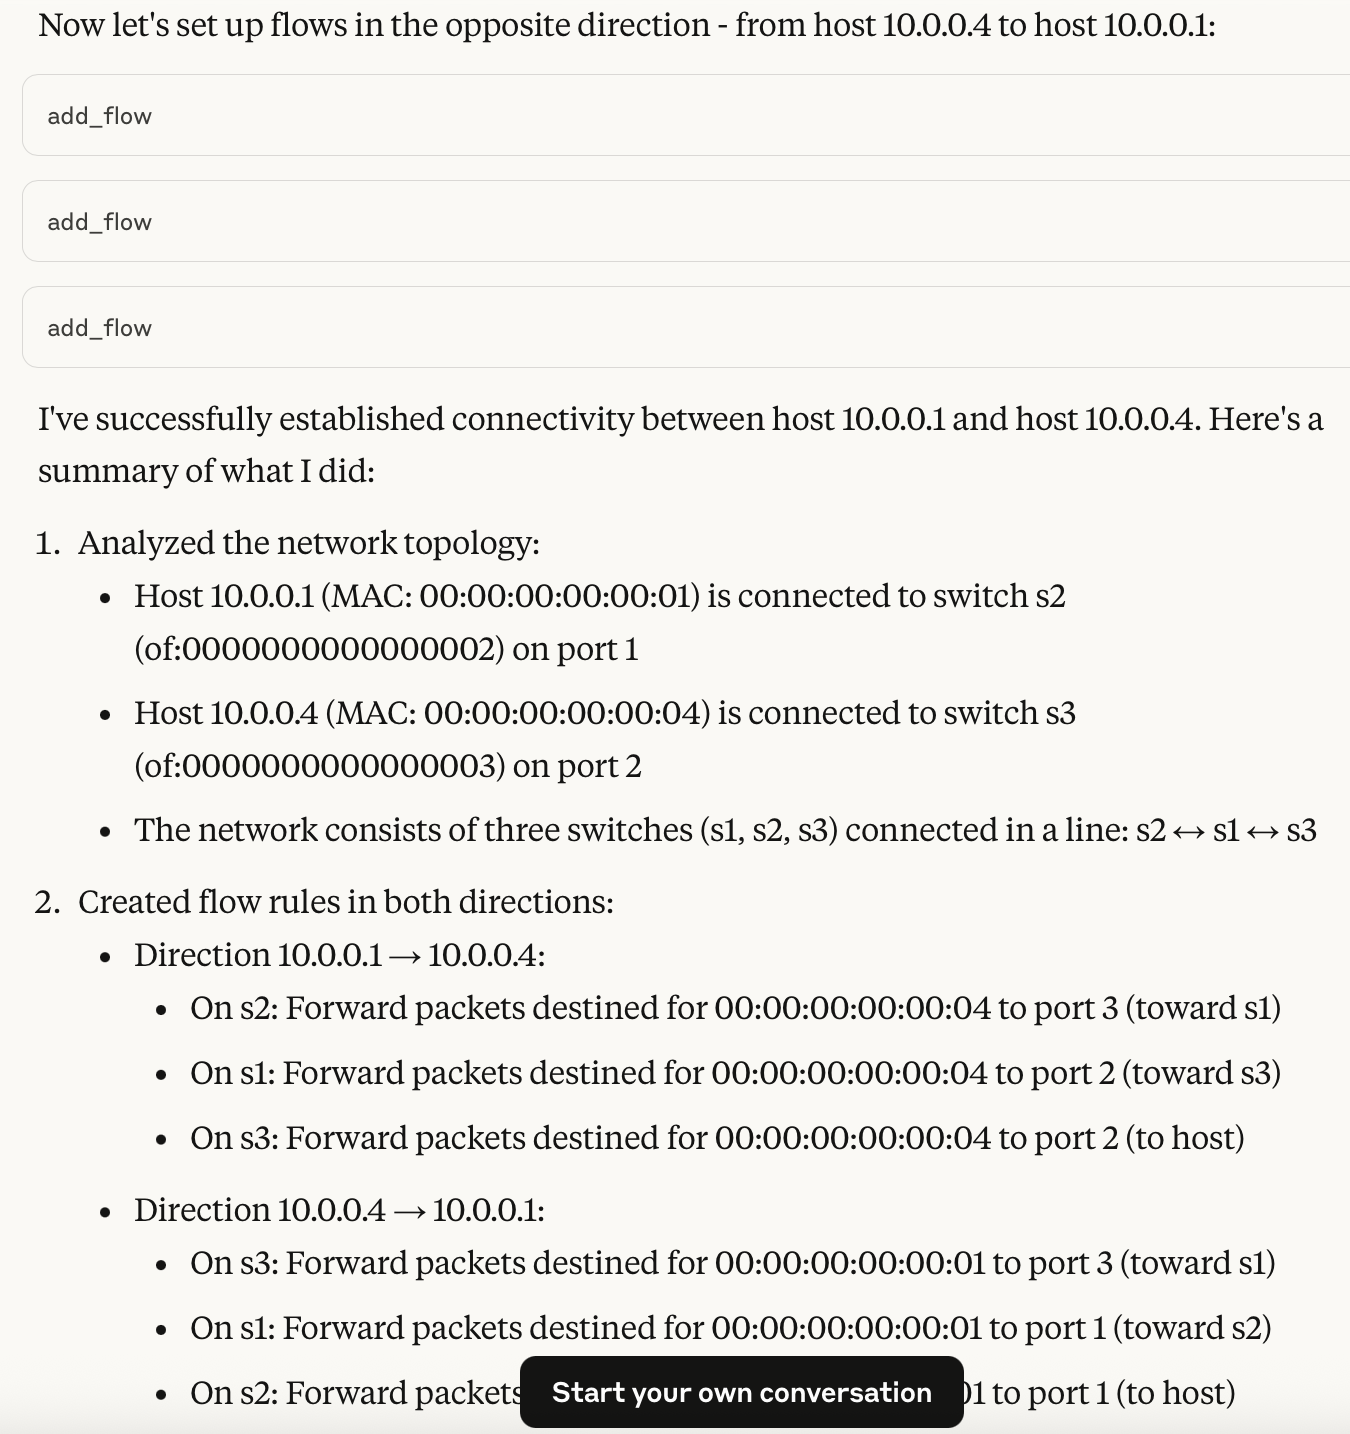 Now let's set up flows in the opposite direction - from host 10.0.0.4 to host 10.0.0.1:
add_flow
add_flow
add_flow
I've successfully established connectivity between host 10.0.0.1 and host 10.0.0.4. Here's a
summary of what I did:
1. Analyzed the network topology:
• Host 10.0.0.1 (MAC: 00:00:00:00:00:01) is connected to switch s2
(of:0000000000000002) on port 1
• Host 10.0.0.4 (MAC: 00:00:00:00:00:04) is connected to switch s3
(of:0000000000000003) on port 2
• The network consists of three switches (s1, s2, s3) connected in a line: s2 ↔ s1 ↔ s3
2. Created flow rules in both directions:
• Direction 10.0.0.1 → 10.0.0.4:
• On s2: Forward packets destined for 00:00:00:00:00:04 to port 3 (toward s1)
• On s1: Forward packets destined for 00:00:00:00:00:04 to port 2 (toward s3)
• On s3: Forward packets destined for 00:00:00:00:00:04 to port 2 (to host)
• Direction 10.0.0.4 → 10.0.0.1:
• On s3: Forward packets destined for 00:00:00:00:00:01 to port 3 (toward s1)
• On s1: Forward packets destined for 00:00:00:00:00:01 to port 1 (toward s2)
• On s2: Forward packets Start your own conversation 01 to port 1 (to host)